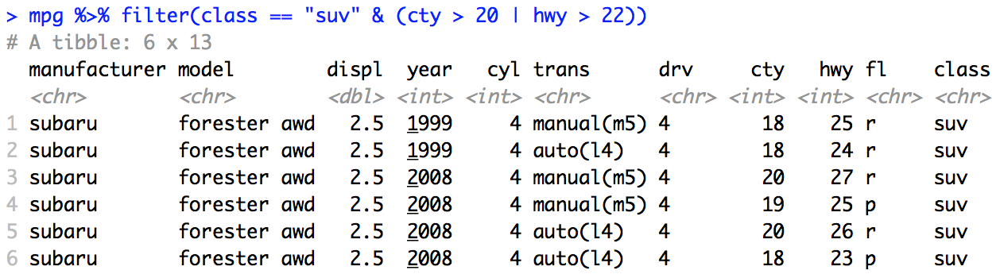 > mpg %>% filter(class == "suv" & (cty > 20 | hwy > 22))
# A tibble: 6 x 13
manufacturer model displ year cyl trans drv cty hwy fl class
<chr> <chr> <dbl> <int> <int> <chr> <chr> <int> <int> <chr> <chr>
1 subaru forester awd 2.5 1999 4 manual(m5) 4 18 25 r suv
2 subaru forester awd 2.5 1999 4 auto(l4) 4 18 24 r suv
3 subaru forester awd 2.5 2008 4 manual(m5) 4 20 27 r suv
4 subaru forester awd 2.5 2008 4 manual(m5) 4 19 25 p suv
5 subaru forester awd 2.5 2008 4 auto(l4) 4 20 26 r suv
6 subaru forester awd 2.5 2008 4 auto(l4) 4 18 23 p suv